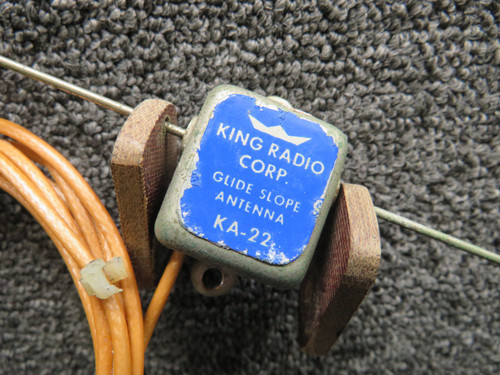 KING RADIO
CORP.
GLIDE SLOPE
ANTENNA
KA-22